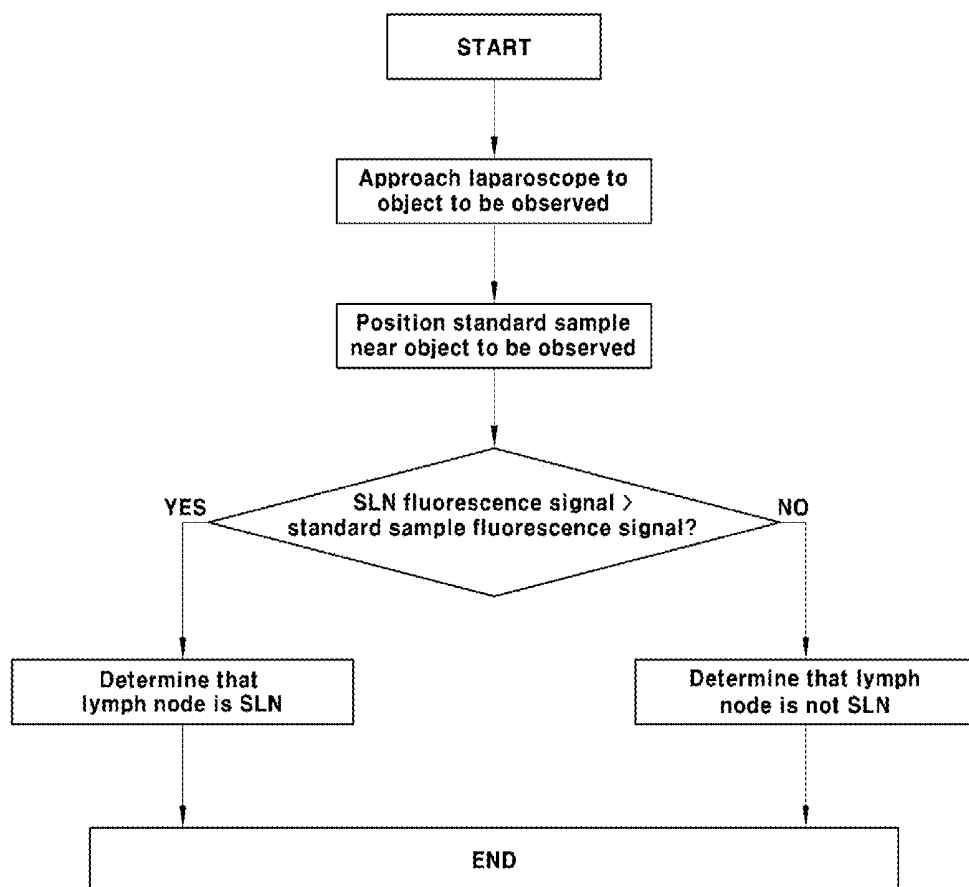 START
Approach laparoscope to
object to be observed
Position standard sample
near object to be observed
SLN fluorescence signal >
standard sample fluorescence signal?
YES
NO
Determine that
lymph node is SLN
Determine that lymph
node is not SLN
END